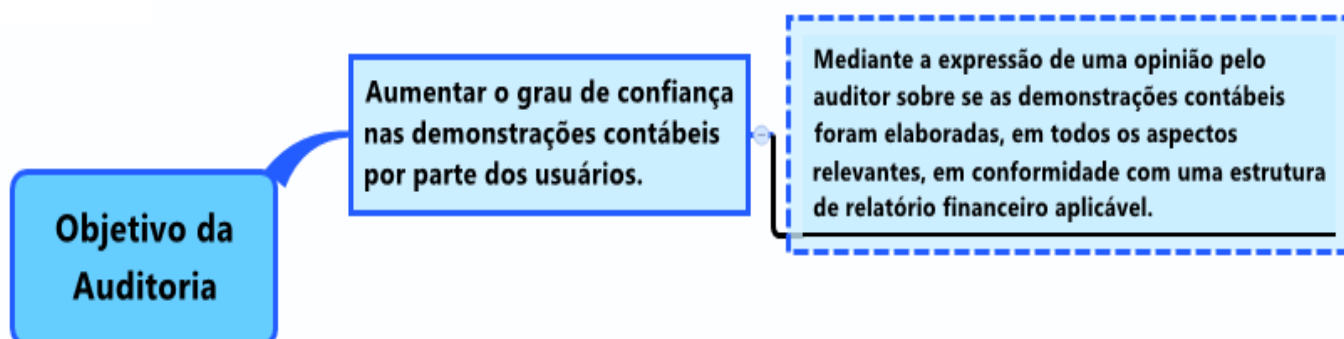 Objetivo da
Auditoria
Aumentar o grau de confiança
nas demonstrações contábeis
por parte dos usuários.
Mediante a expressão de uma opinião pelo
auditor sobre se as demonstrações contábeis
foram elaboradas, em todos os aspectos
relevantes, em conformidade com uma estrutura
de relatório financeiro aplicável.